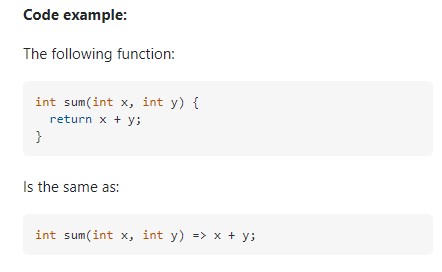 Code example:
The following function:
int sum(int x, int y) {
  return x + y;
}
Is the same as:
int sum(int x, int y) => x + y;